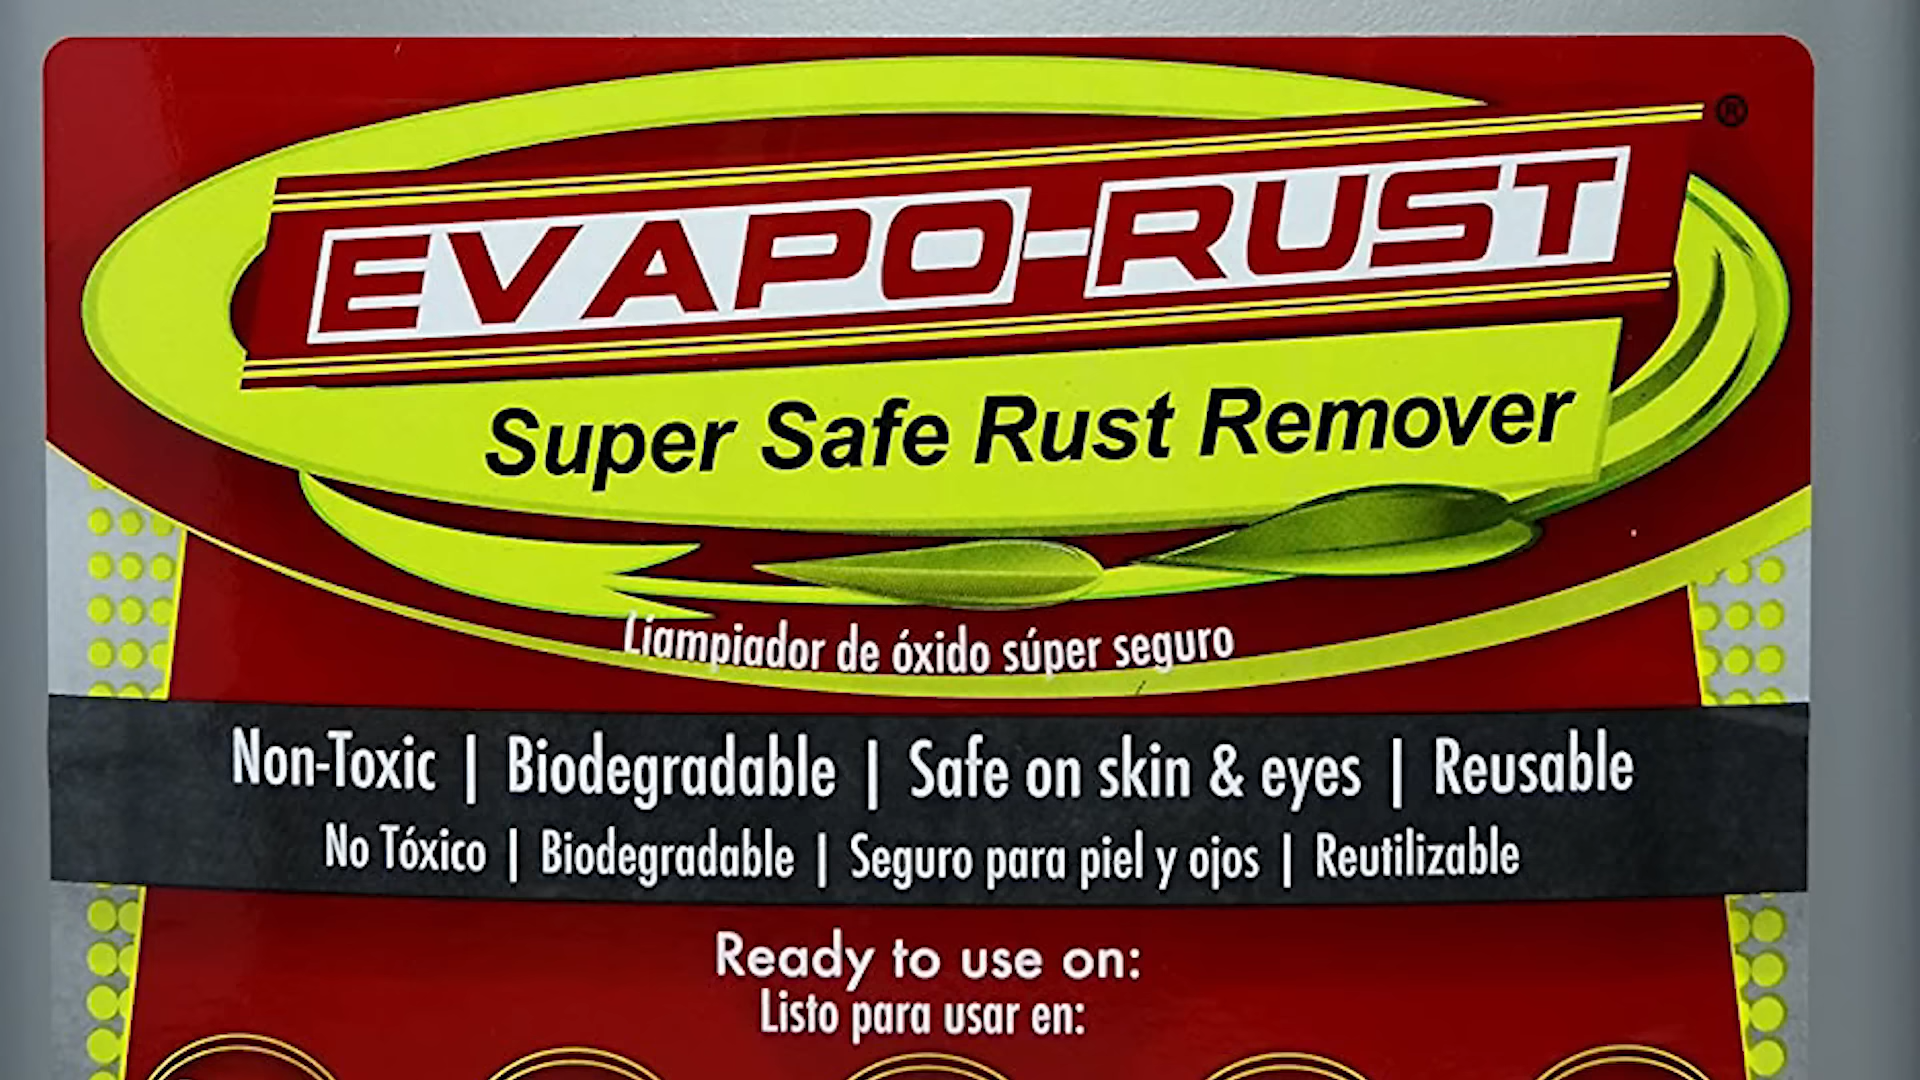 EVAPO-RUST®
Super Safe Rust Remover
Liampiador de óxido súper seguro
Non-Toxic | Biodegradable | Safe on skin & eyes | Reusable
No Tóxico | Biodegradable | Seguro para piel y ojos | Reutilizable
Ready to use on:
Listo para usar en: